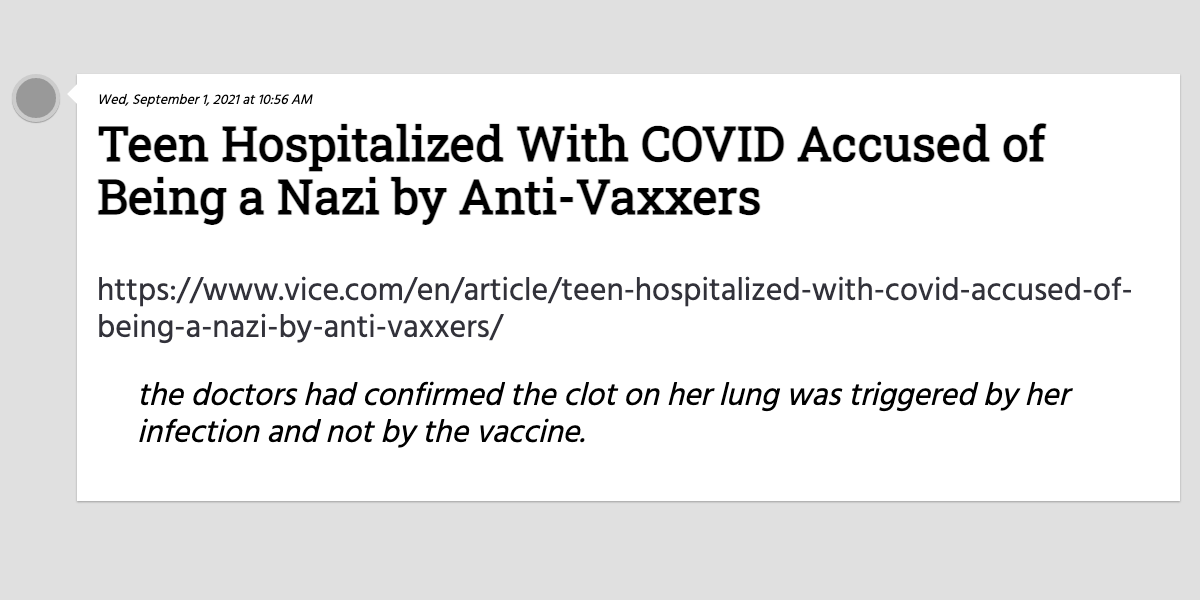 Wed, September 1, 2021 at 10:56 AM
Teen Hospitalized With COVID Accused of
Being a Nazi by Anti-Vaxxers
https://www.vice.com/en/article/teen-hospitalized-with-covid-accused-of-
being-a-nazi-by-anti-vaxxers/
the doctors had confirmed the clot on her lung was triggered by her
infection and not by the vaccine.